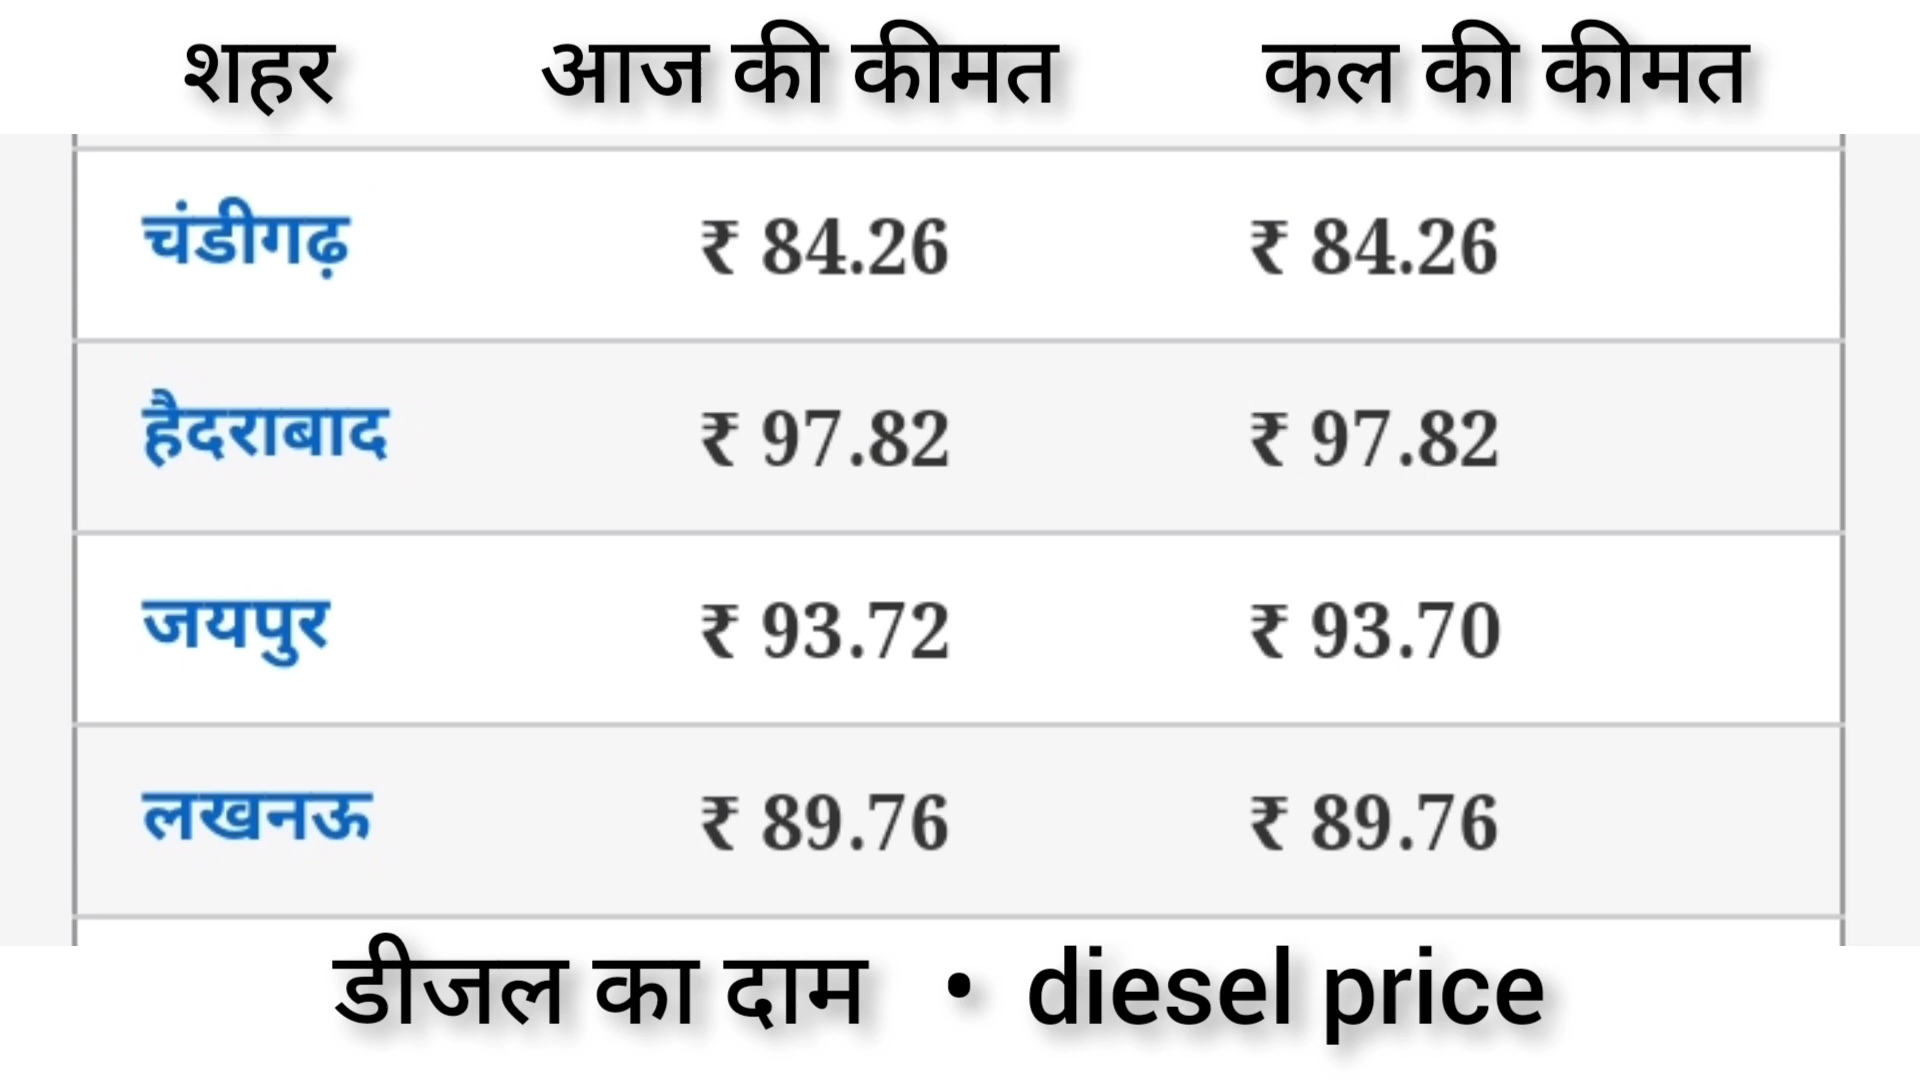 शहर आज की कीमत कल की कीमत
चंडीगढ़ ₹ 84.26 ₹ 84.26
हैदराबाद ₹ 97.82 ₹ 97.82
जयपुर ₹ 93.72 ₹ 93.70
लखनऊ ₹ 89.76 ₹ 89.76
डीजल का दाम • diesel price